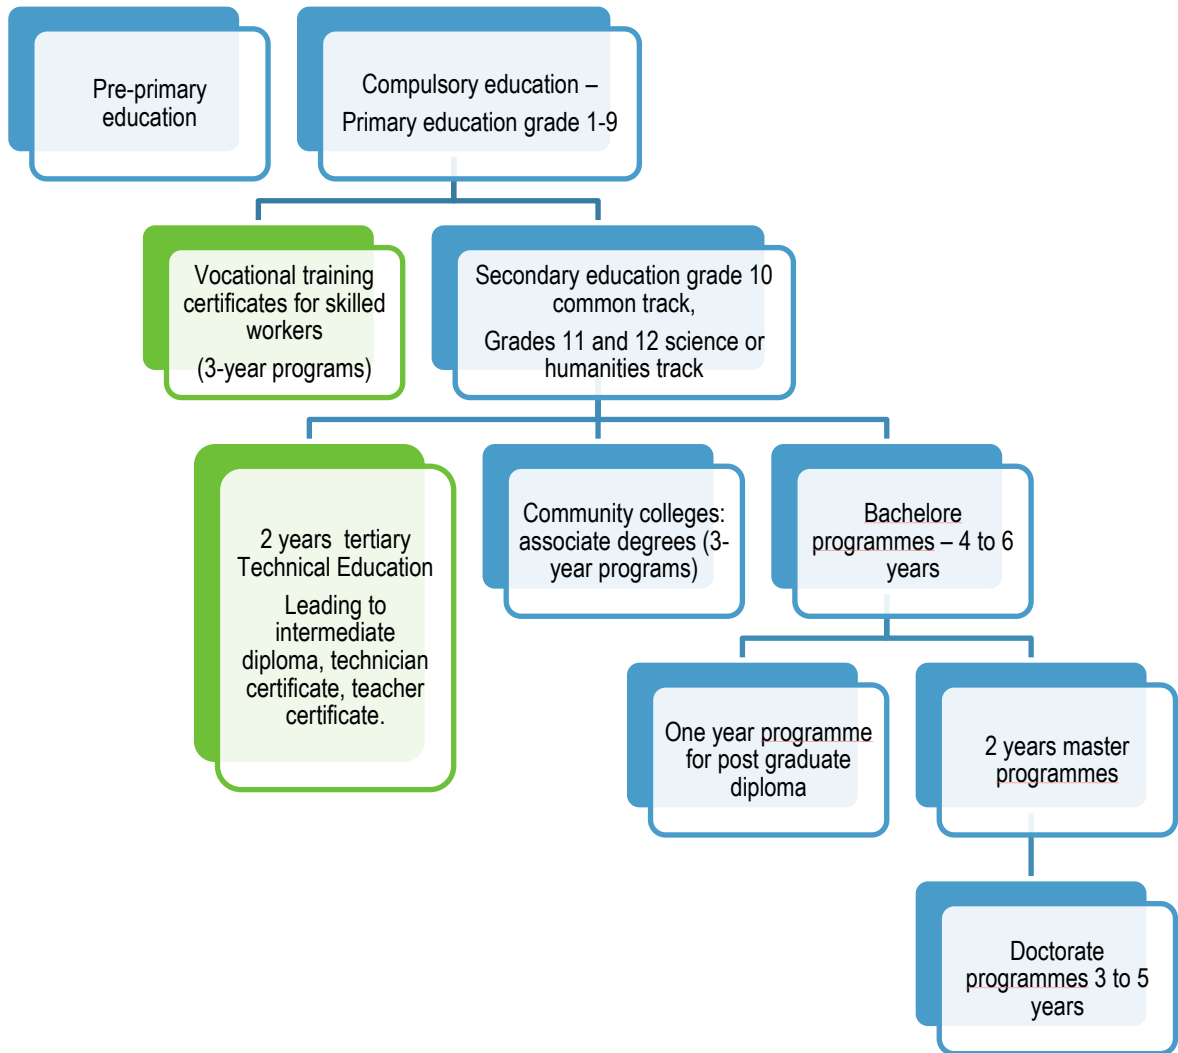 Pre-primary
education
Compulsory education –
Primary education grade 1-9
Vocational training
certificates for skilled
workers
(3-year programs)
Secondary education grade 10
common track,
Grades 11 and 12 science or
humanities track
2 years  tertiary
Technical Education
Leading to
intermediate
diploma, technician
certificate, teacher
certificate.
Community colleges:
associate degrees (3-
year programs)
Bachelore
programmes – 4 to 6
years
One year programme
for post graduate
diploma
2 years master
programmes
Doctorate
programmes 3 to 5
years